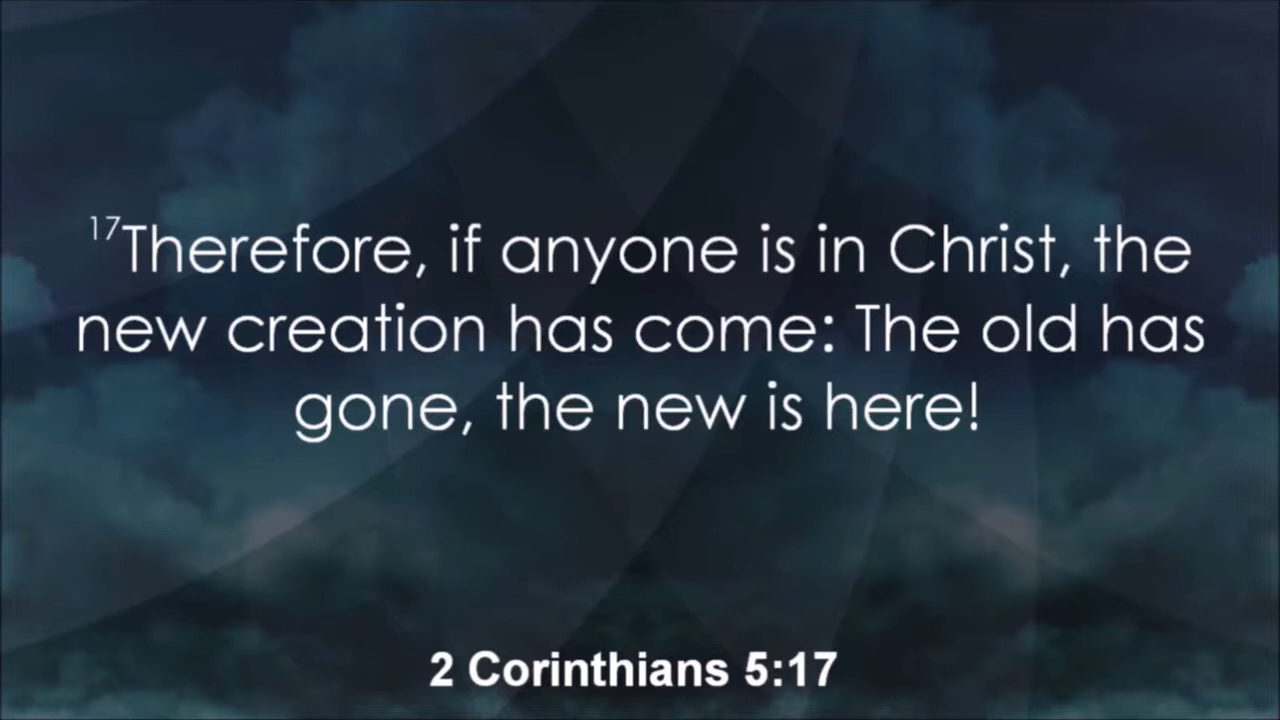 17Therefore, if anyone is in Christ, the
new creation has come: The old has
gone, the new is here!
2 Corinthians 5:17